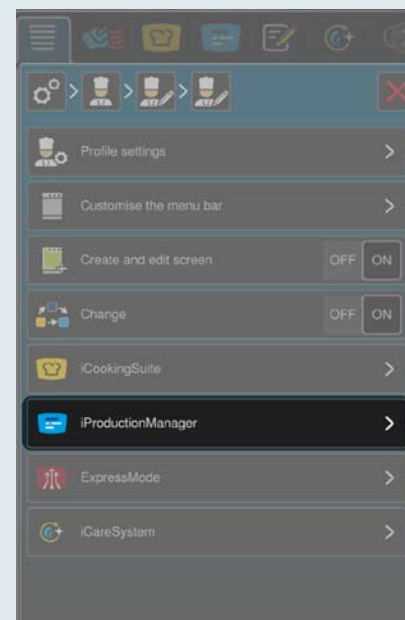 Profile settings
Customise the menu bar
Create and edit screen OFF ON
Change OFF ON
iCookingSuite
iProductionManager
ExpressMode
iCareSystem